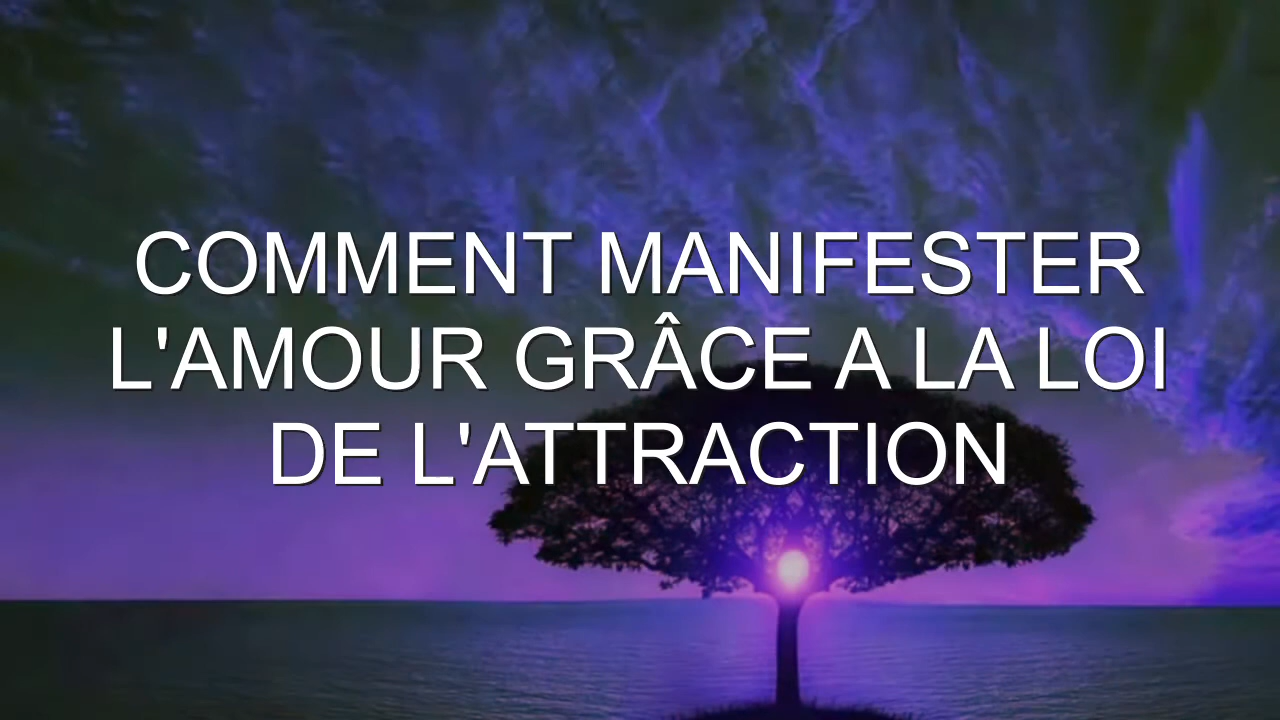 COMMENT MANIFESTER
L'AMOUR GRÂCE A LA LOI
DE L'ATTRACTION